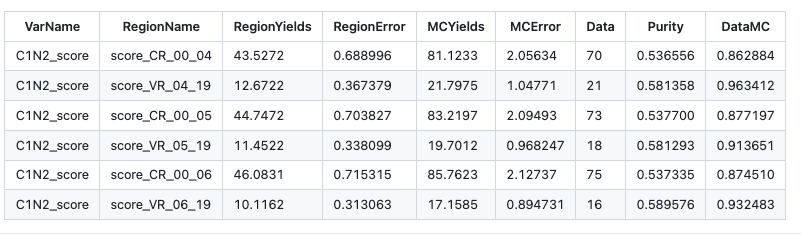 VarName RegionName RegionYields RegionError MCYields MCError Data Purity DataMC
C1N2_score score_CR_00_04 43.5272 0.688996 81.1233 2.05634 70 0.536556 0.862884
C1N2_score score_VR_04_19 12.6722 0.367379 21.7975 1.04771 21 0.581358 0.963412
C1N2_score score_CR_00_05 44.7472 0.703827 83.2197 2.09493 73 0.537700 0.877197
C1N2_score score_VR_05_19 11.4522 0.338099 19.7012 0.968247 18 0.581293 0.913651
C1N2_score score_CR_00_06 46.0831 0.715315 85.7623 2.12737 75 0.537335 0.874510
C1N2_score score_VR_06_19 10.1162 0.313063 17.1585 0.894731 16 0.589576 0.932483